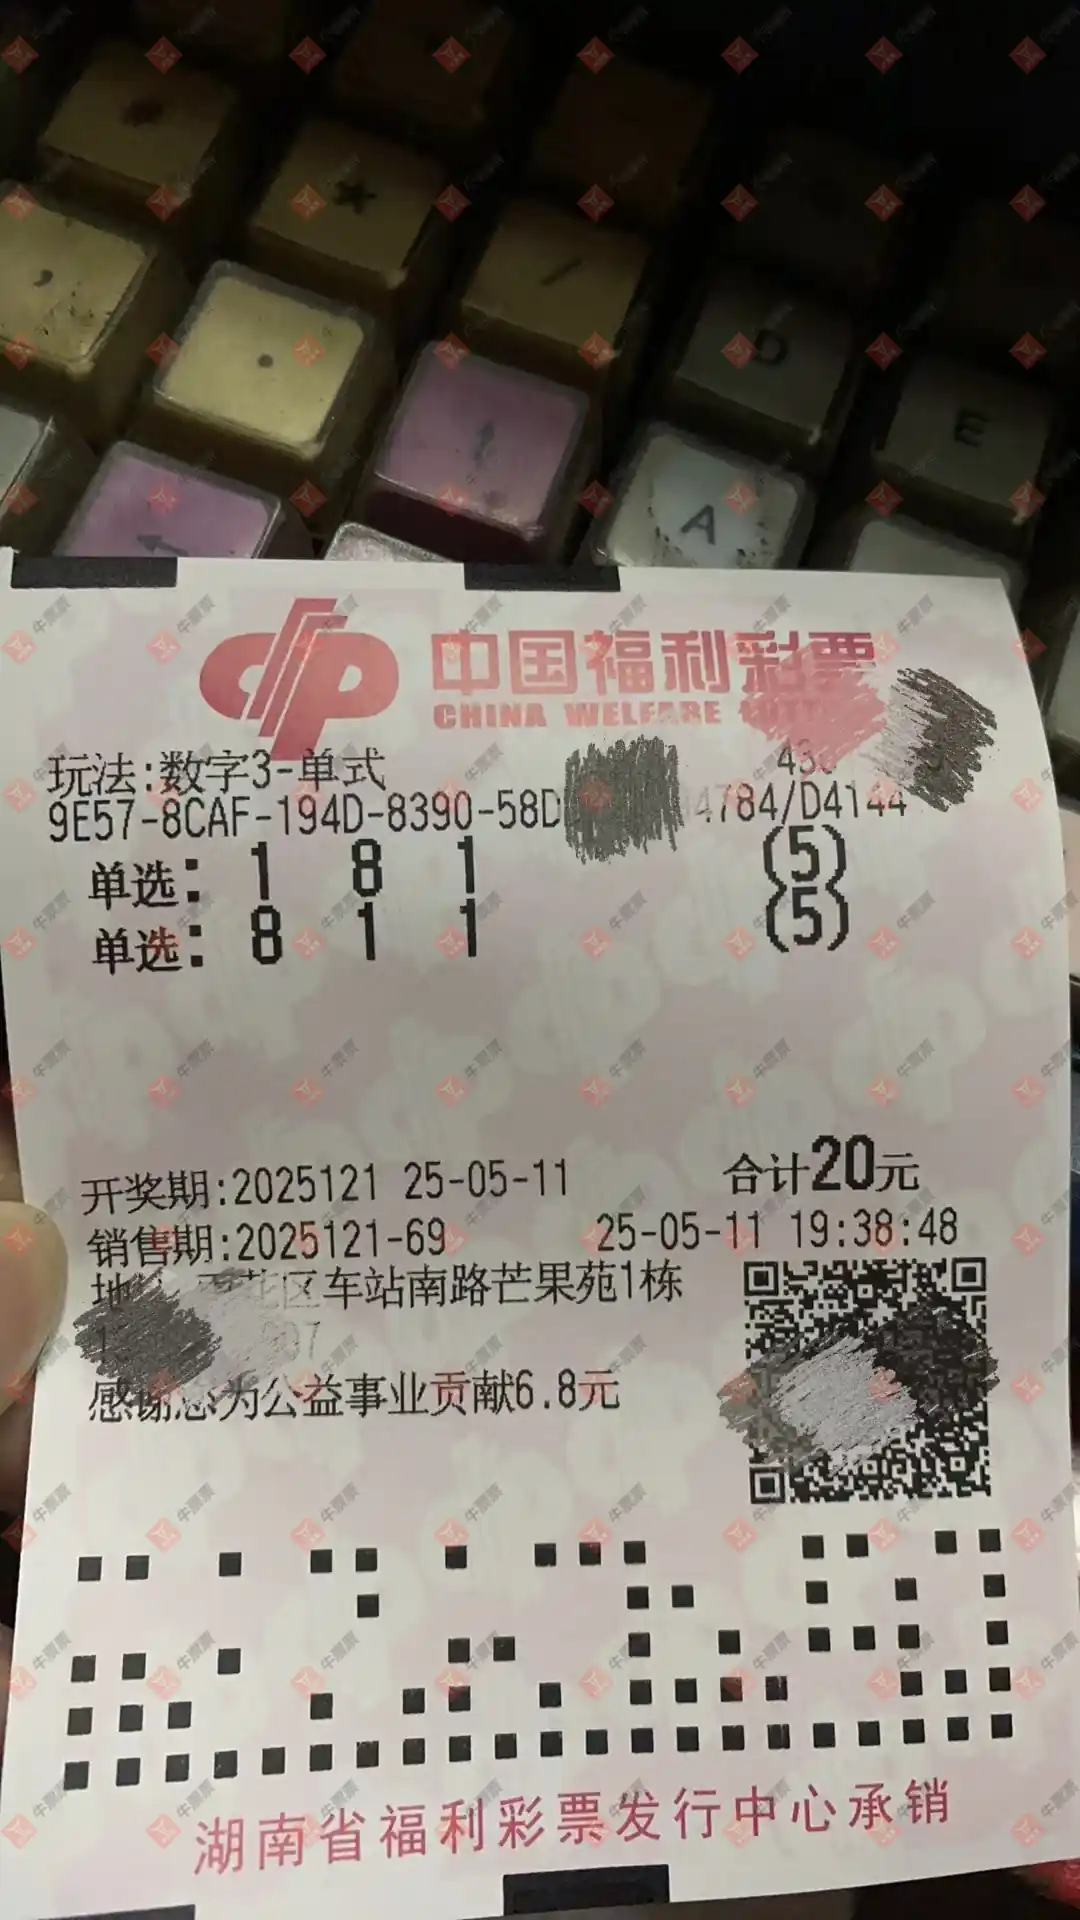 D
E
A
中国福利彩票
CHINA WELFARE
玩法:数字3-单式
9E57-8CAF-194D-8390-58D 4784/D4144
单选: 1 8 1 (5)
单选: 8 1 1 (5)
开奖期:2025121 25-05-11 合计20元
销售期:2025121-69 25-05-11 19:38:48
区车站南路芒果苑1栋
感谢您为公益事业贡献6.8元
湖南省福利彩票发行中心承销
牛票票